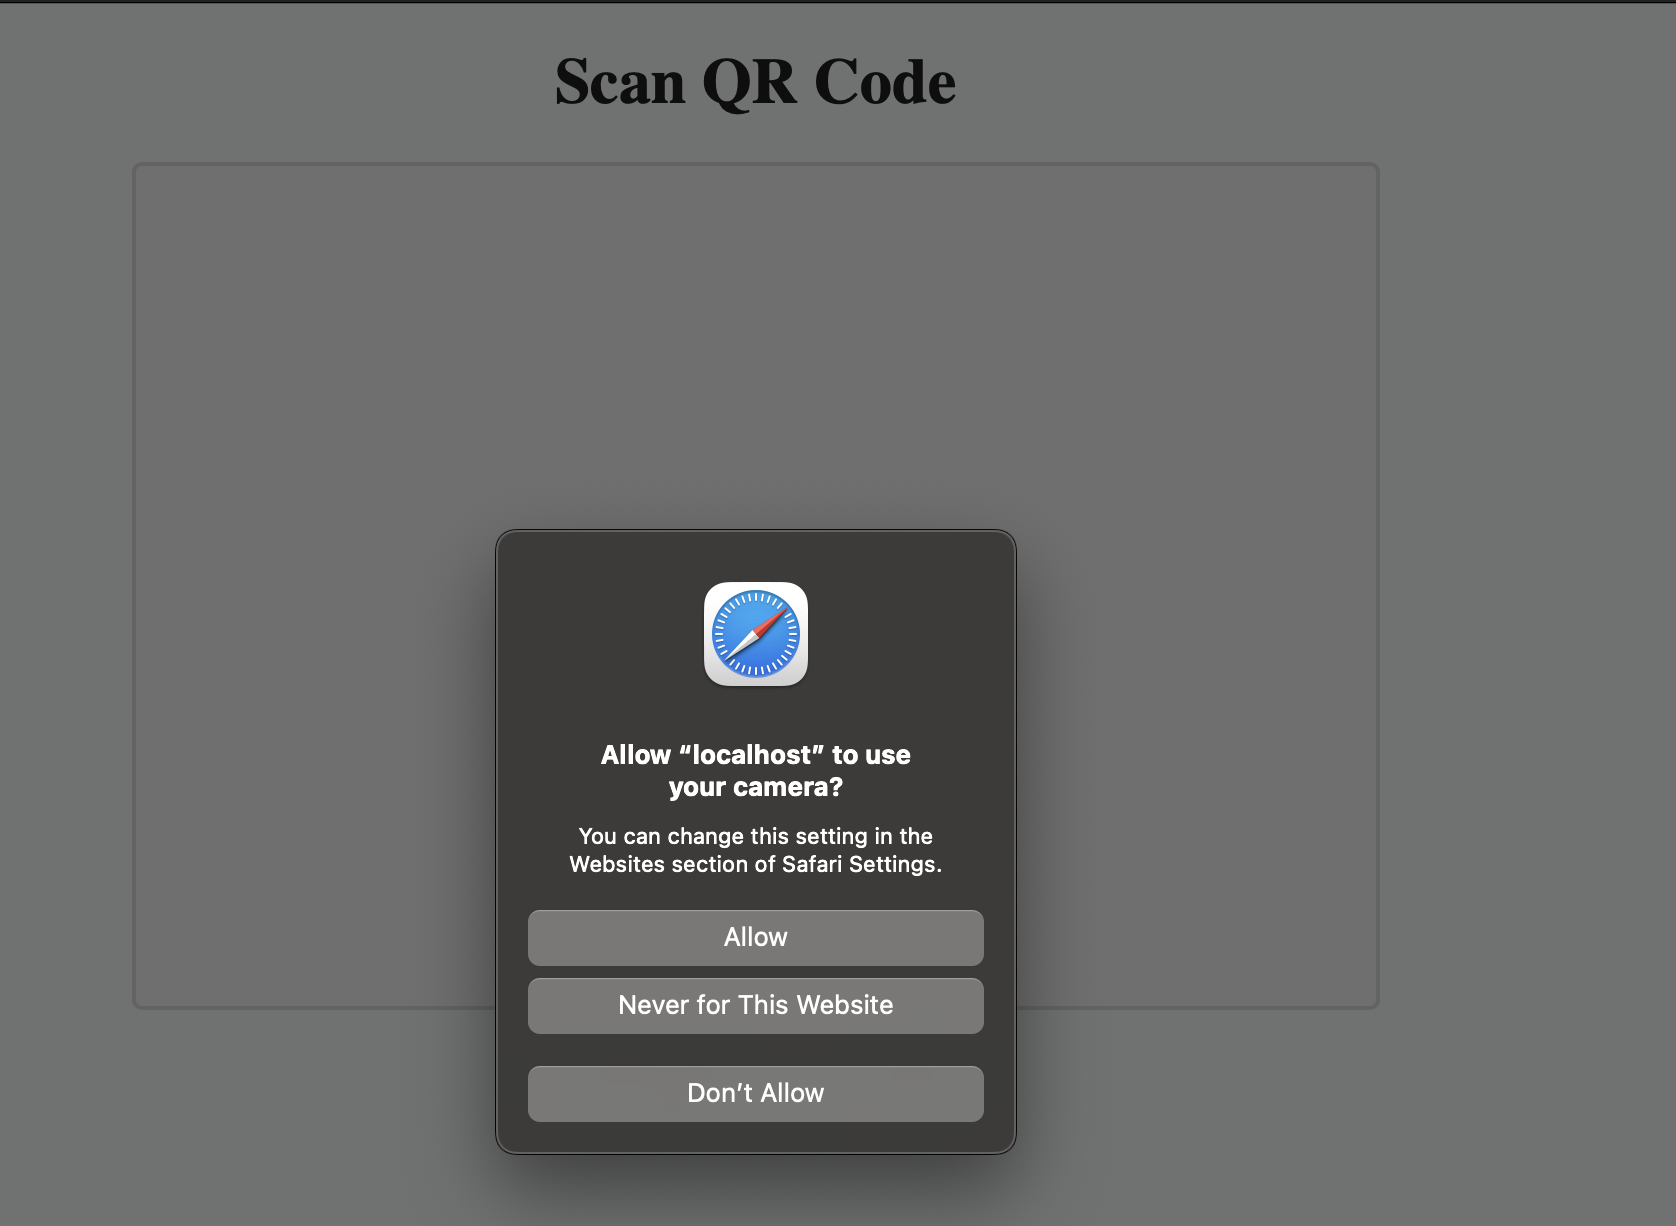 Scan QR Code
Allow “localhost” to use
your camera?
You can change this setting in the
Websites section of Safari Settings.
Allow
Never for This Website
Don’t Allow